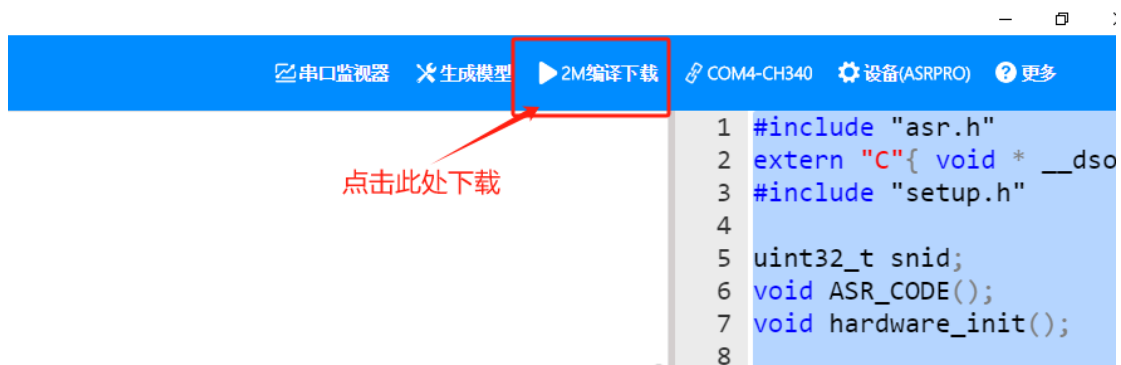 串口监视器 生成模型 2M编译下载 COM4-CH340 设备(ASRPRO) 更多
点击此处下载
1 #include "asr.h"
2 extern "C"{ void * __dso
3 #include "setup.h"
4
5 uint32_t snid;
6 void ASR_CODE();
7 void hardware_init();
8